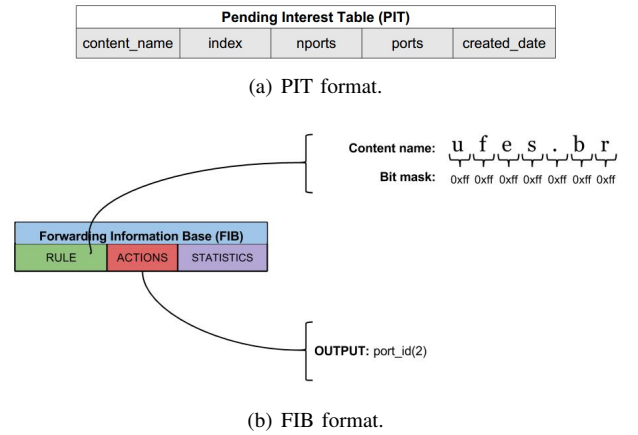 Pending Interest Table (PIT)
content_name index nports ports created_date
(a) PIT format.
Content name: u f e s . b r
Bit mask: 0xff 0xff 0xff 0xff 0xff 0xff 0xff
Forwarding Information Base (FIB)
RULE ACTIONS STATISTICS
OUTPUT: port_id(2)
(b) FIB format.